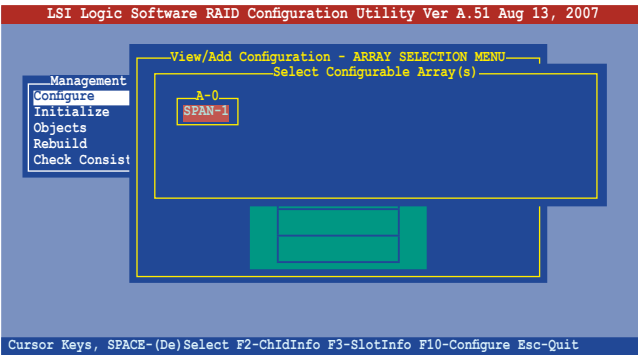 LSI Logic Software RAID Configuration Utility Ver A.51 Aug 13, 2007
View/Add Configuration - ARRAY SELECTION MENU
Select Configurable Array(s)
Management
Configure
Initialize
Objects
Rebuild
Check Consist
A-0
SPAN-1
Cursor Keys, SPACE-(De)Select F2-ChIdInfo F3-SlotInfo F10-Configure Esc-Quit